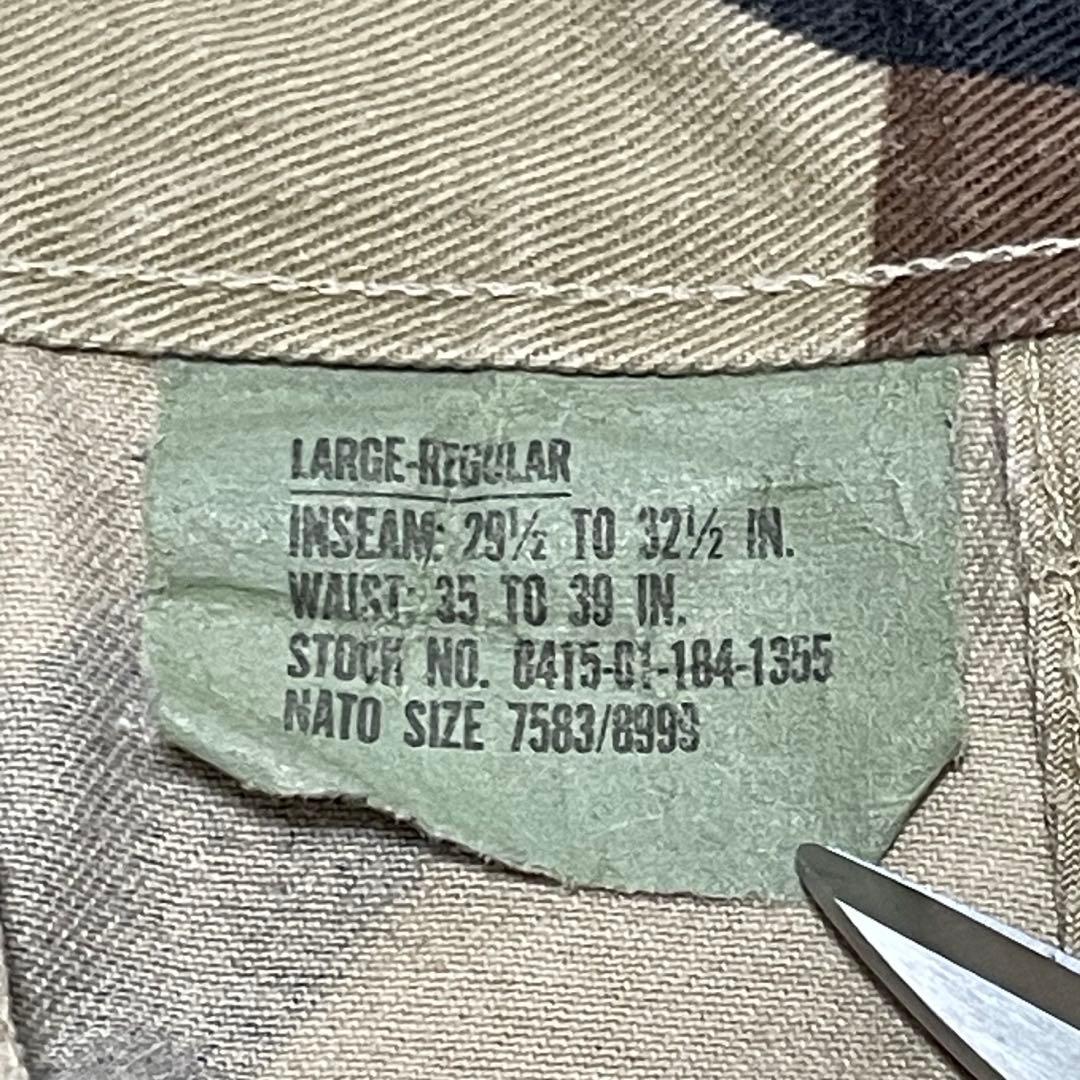 LARGE-REGULAR
INSEAM: 29½ TO 32½ IN.
WAIST: 35 TO 39 IN.
STOCK NO. 8415-01-184-1355
NATO SIZE 7583/8999